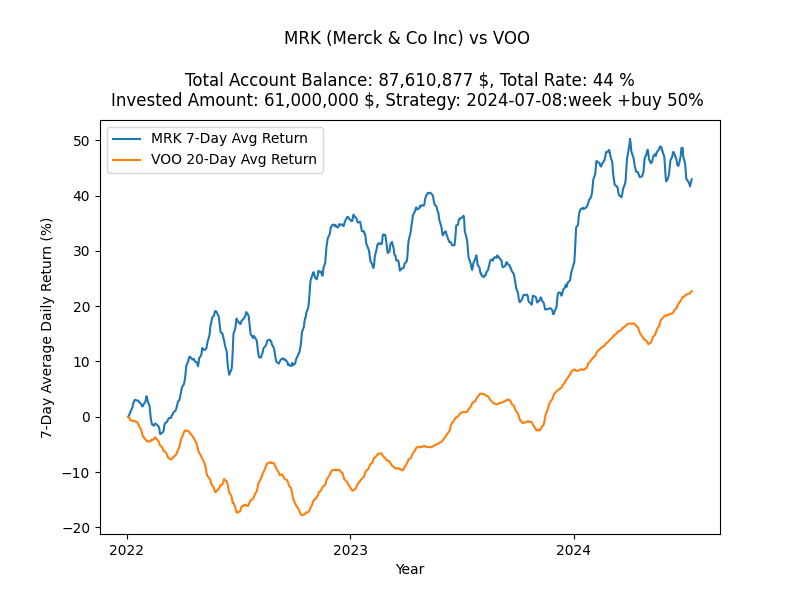 MRK (Merck & Co Inc) vs VOO
Total Account Balance: 87,610,877 $, Total Rate: 44 %
Invested Amount: 61,000,000 $, Strategy: 2024-07-08:week +buy 50%
MRK 7-Day Avg Return
VOO 20-Day Avg Return
7-Day Average Daily Return (%)
50
40
30
20
10
0
−10
−20
2022
2023
2024
Year